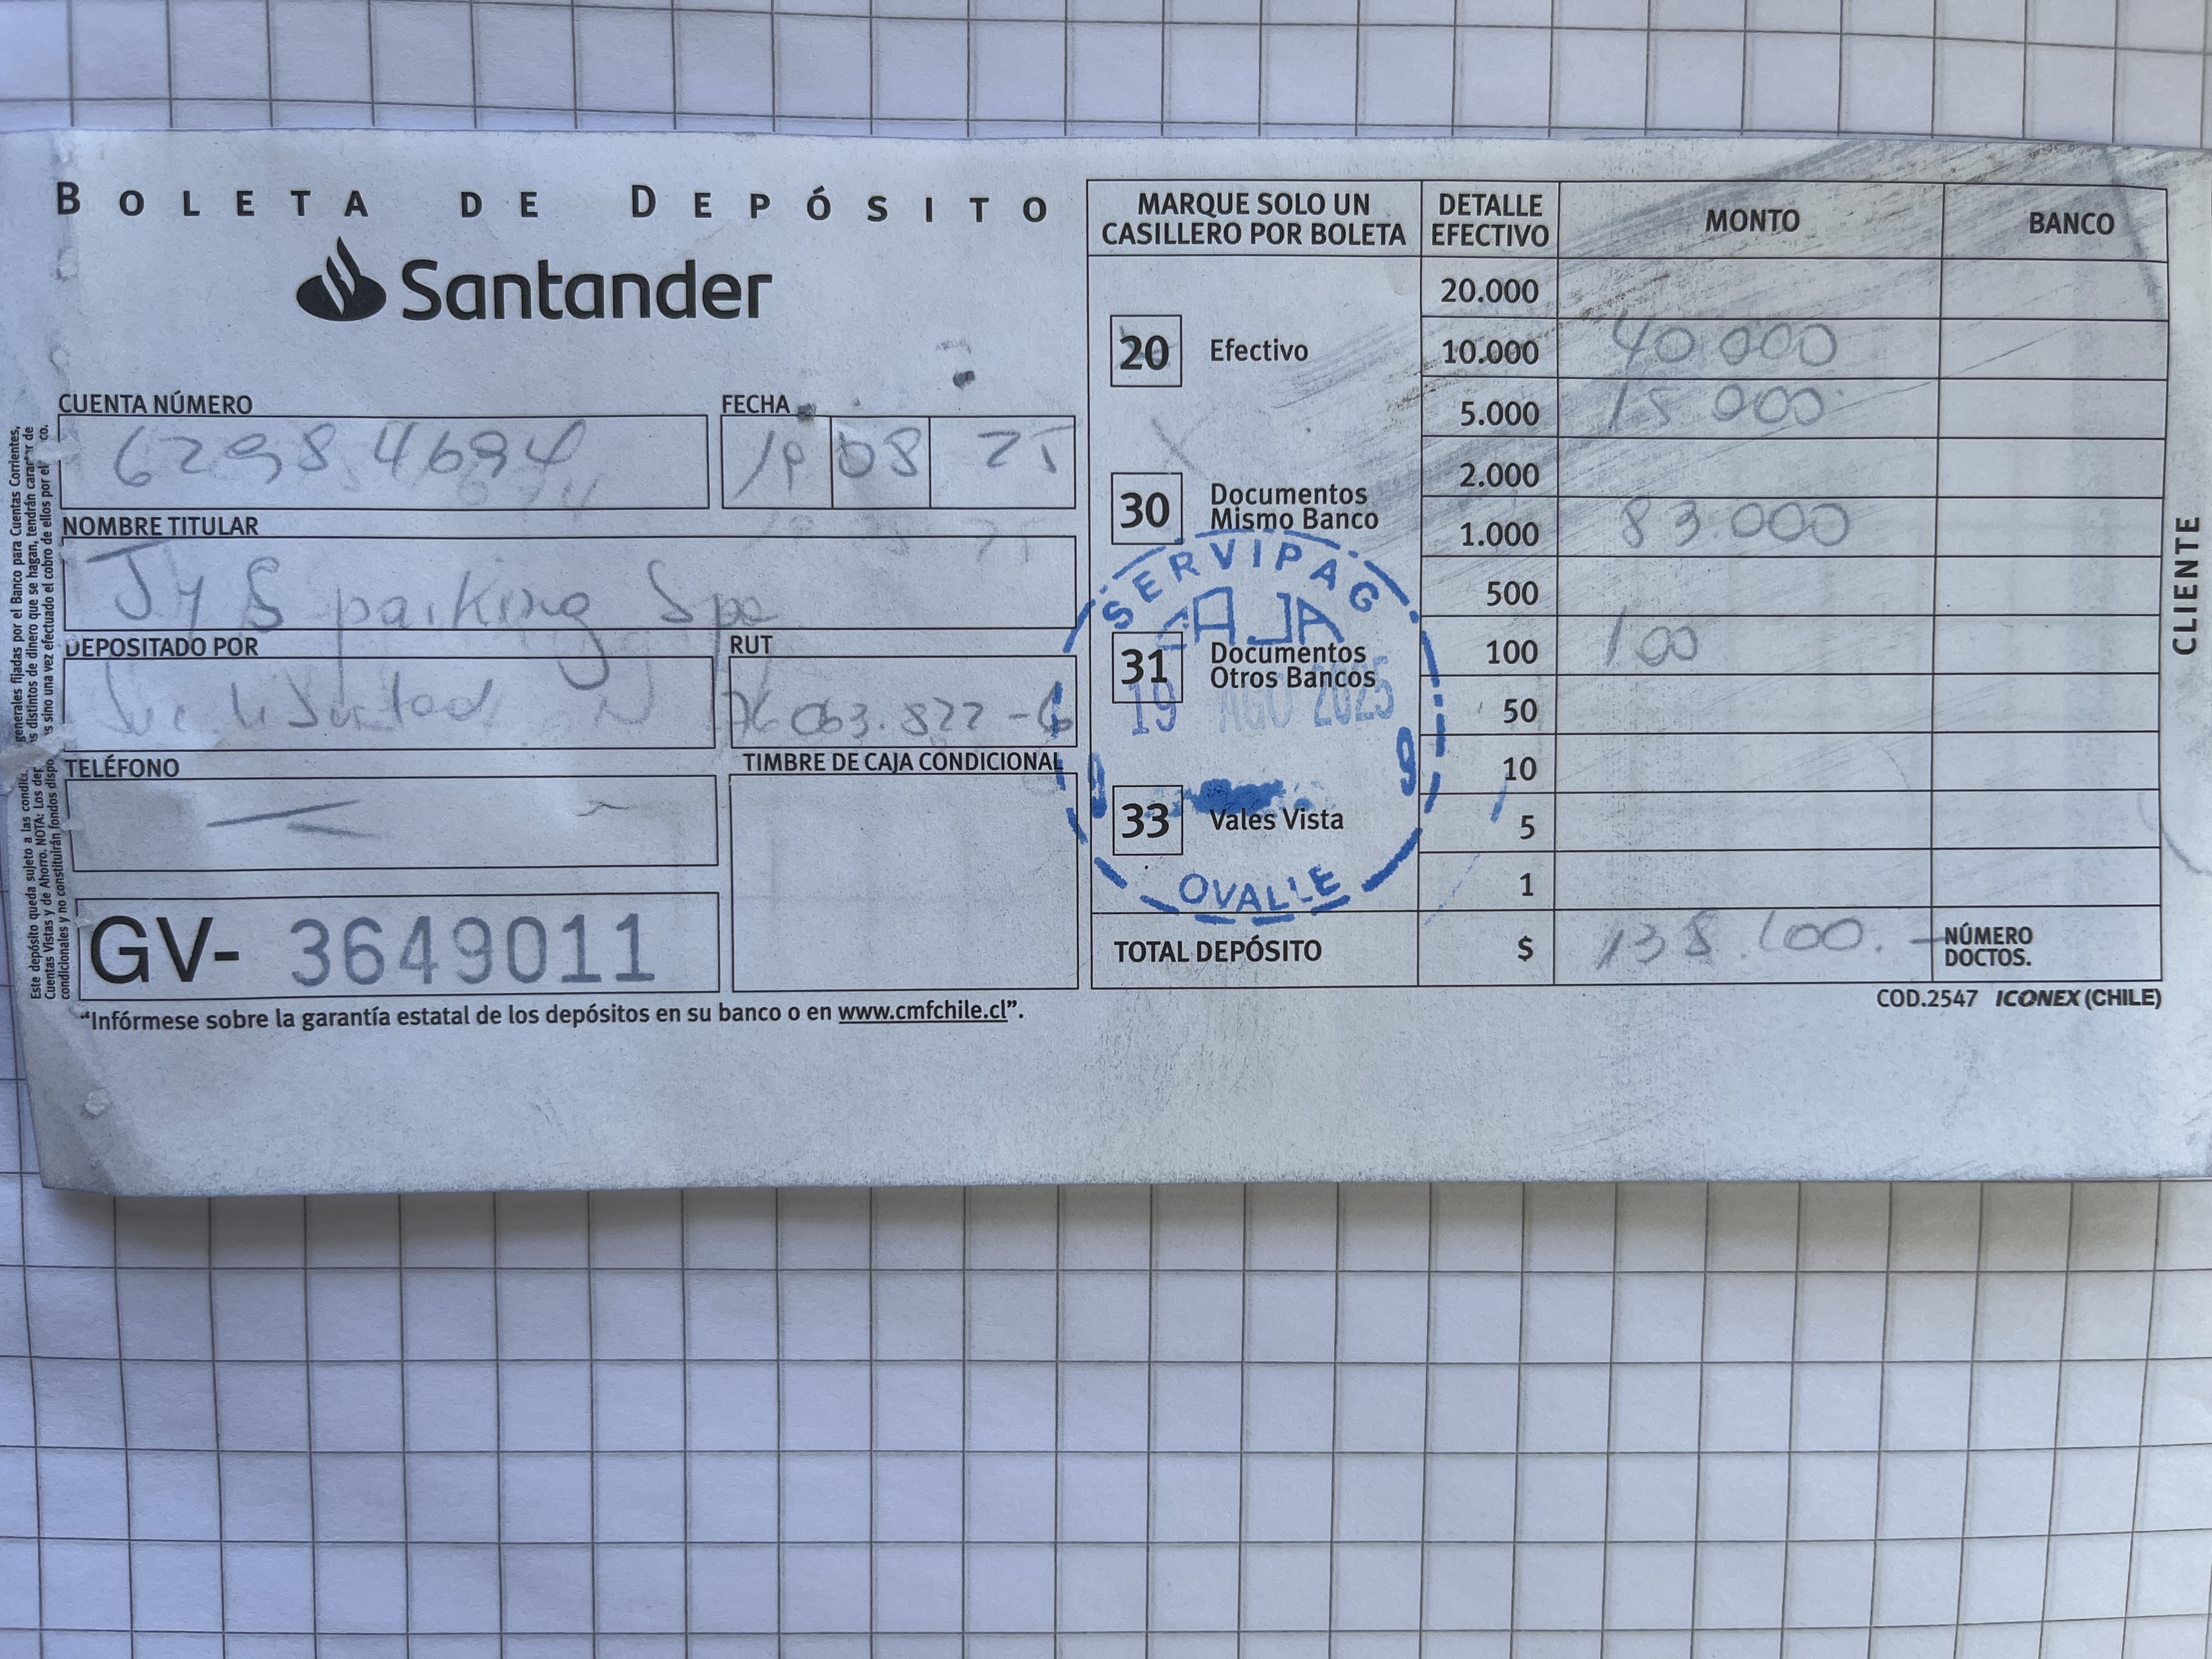 BOLETA DE DEPÓSITO
Santander
CUENTA NÚMERO
62984694
FECHA
19 08 25
NOMBRE TITULAR
J y S parking Spa
DEPOSITADO POR
RUT
76.063.822-6
TELÉFONO
TIMBRE DE CAJA CONDICIONAL
GV- 3649011
"Infórmese sobre la garantía estatal de los depósitos en su banco o en www.cmfchile.cl".
MARQUE SOLO UN
CASILLERO POR BOLETA
20 Efectivo
30 Documentos
Mismo Banco
31 Documentos
Otros Bancos
33 Vales Vista
SERVIPAG
CAJA
19 AGO 2025
9
OVALLE
DETALLE
EFECTIVO
MONTO
BANCO
20.000
10.000 40.000
5.000 15.000
2.000
1.000 83.000
500
100 100
50
10
5
1
TOTAL DEPÓSITO $ 138.100.-
NÚMERO
DOCTOS.
COD.2547 ICONEX (CHILE)
CLIENTE